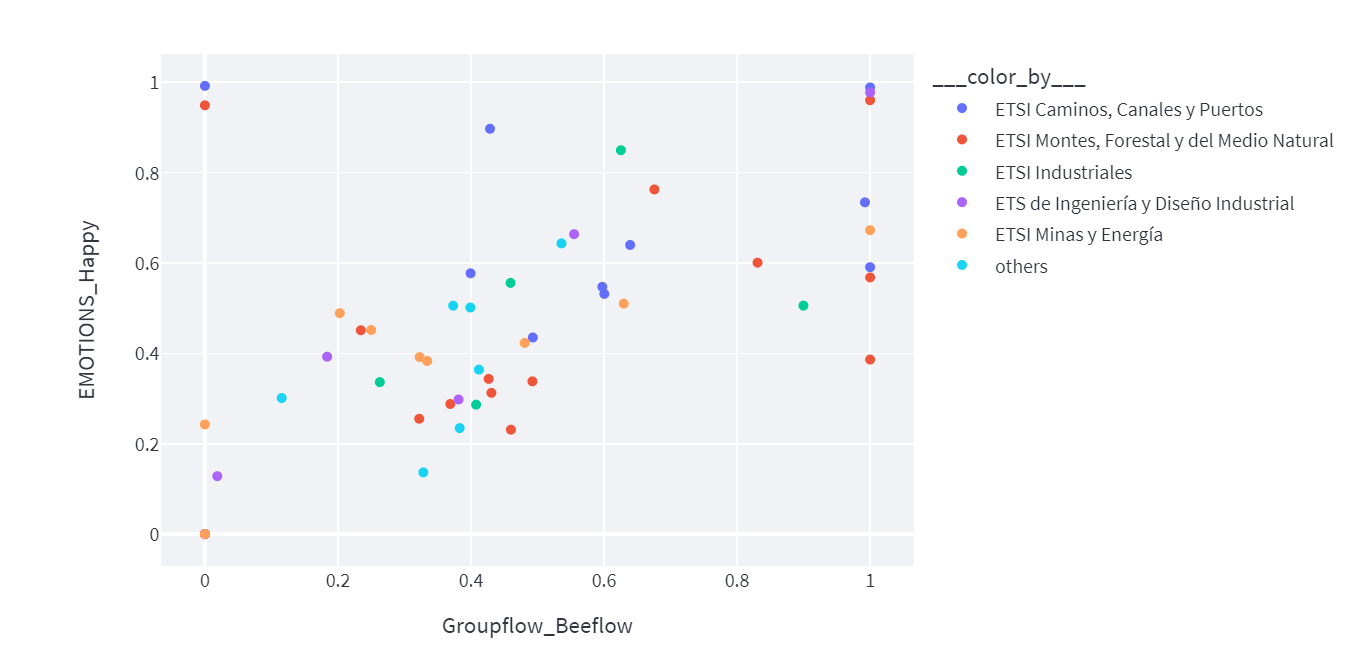 1
0.8
0.6
0.4
0.2
0
EMOTIONS_Happy
0 0.2 0.4 0.6 0.8 1
Groupflow_Beeflow
___color_by___
ETSI Caminos, Canales y Puertos
ETSI Montes, Forestal y del Medio Natural
ETSI Industriales
ETS de Ingeniería y Diseño Industrial
ETSI Minas y Energía
others